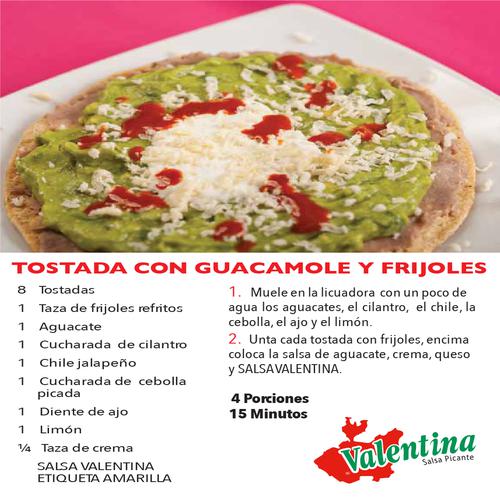 TOSTADA CON GUACAMOLE Y FRIJOLES
8 Tostadas
1 Taza de frijoles refritos
1 Aguacate
1 Cucharada de cilantro
1 Chile jalapeño
1 Cucharada de cebolla
picada
1 Diente de ajo
1 Limón
¼ Taza de crema
SALSA VALENTINA
ETIQUETA AMARILLA
1. Muele en la licuadora con un poco de
agua los aguacates, el cilantro, el chile, la
cebolla, el ajo y el limón.
2. Unta cada tostada con frijoles, encima
coloca la salsa de aguacate, crema, queso
y SALSA VALENTINA.
4 Porciones
15 Minutos
Valentina
Salsa Picante